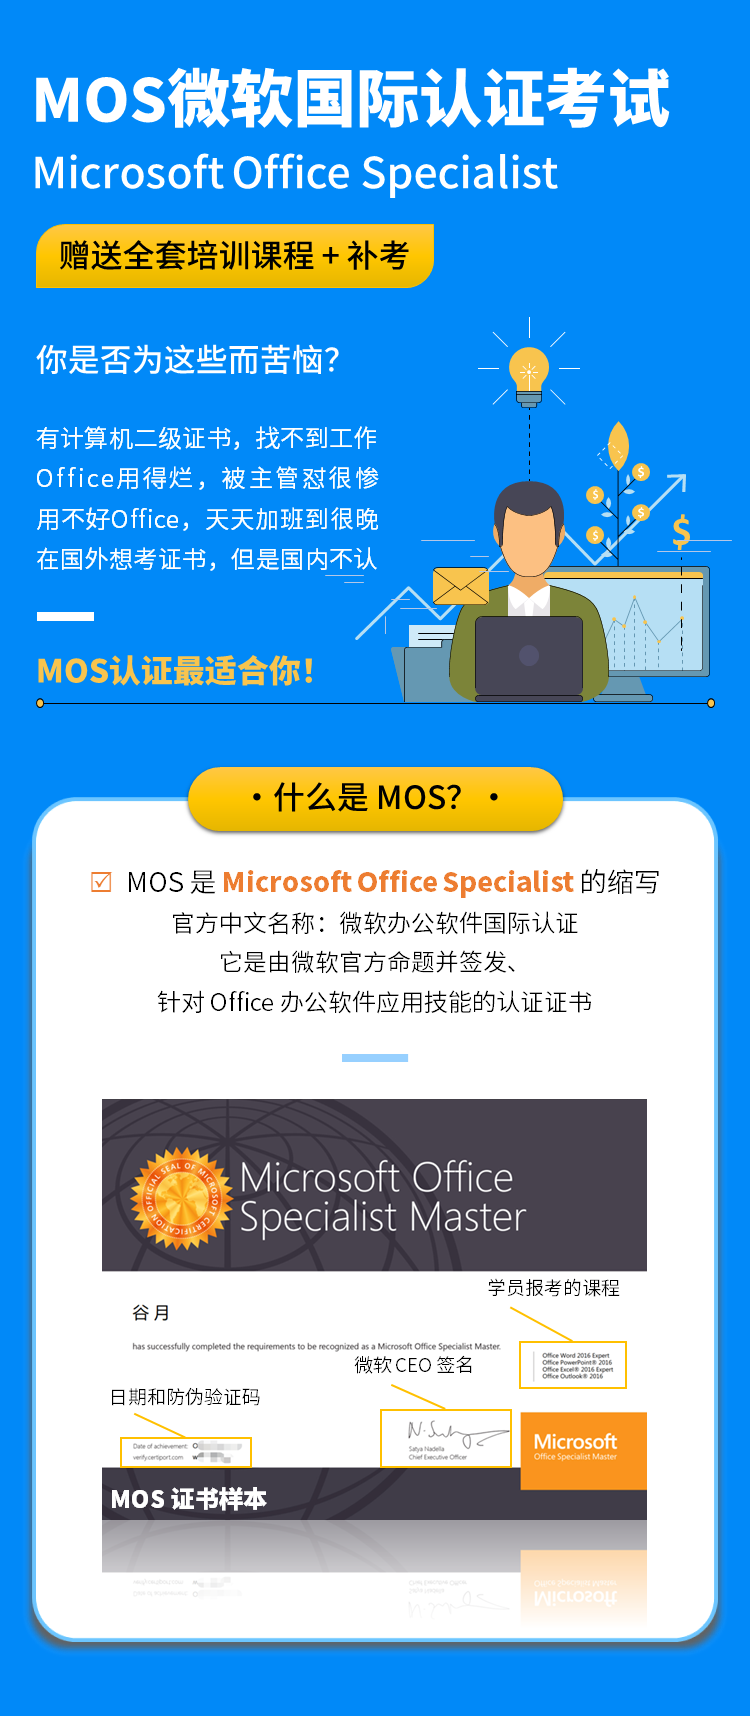 MOS微软国际认证考试
Microsoft Office Specialist
赠送全套培训课程 + 补考
你是否为这些而苦恼？
有计算机二级证书，找不到工作
Office用得烂，被主管怼很惨
用不好Office，天天加班到很晚
在国外想考证书，但是国内不认
MOS认证最适合你！
·什么是 MOS？·
☑ MOS 是 Microsoft Office Specialist 的缩写
官方中文名称：微软办公软件国际认证
它是由微软官方命题并签发、
针对 Office 办公软件应用技能的认证证书
OFFICIAL SEAL OF MICROSOFT CERTIFICATION
Microsoft Office
Specialist Master
学员报考的课程
谷 月
has successfully completed the requirements to be recognized as a Microsoft Office Specialist Master.
Office Word 2016 Expert
Office PowerPoint® 2016
Office Excel® 2016 Expert
Office Outlook® 2016
微软 CEO 签名
日期和防伪验证码
Date of achievement: O
verify.certiport.com w
Satya Nadella
Chief Executive Officer
Microsoft
Office Specialist Master
MOS 证书样本